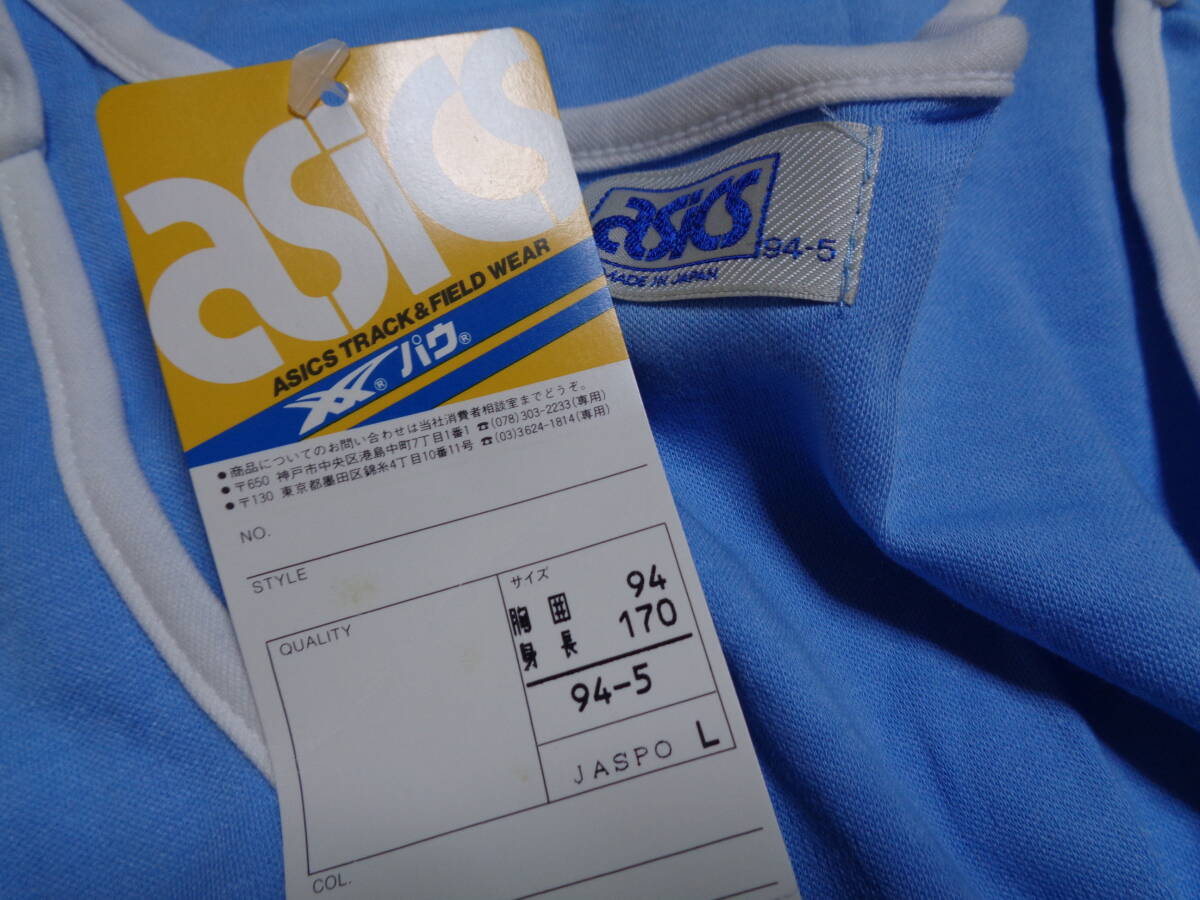 asics
ASICS TRACK & FIELD WEAR
® パウ®
●商品についてのお問い合わせは当社消費者相談室までどうぞ。
●〒650 神戸市中央区港島中町7丁目1番1 ☎(078)303-2233(専用)
●〒130 東京都墨田区錦糸4丁目10番11号 ☎(03)3624-1814(専用)
NO.
STYLE
QUALITY
サイズ
胸囲 94
身長 170
94-5
JASPO L
COL.
asics
94-5
MADE IN JAPAN